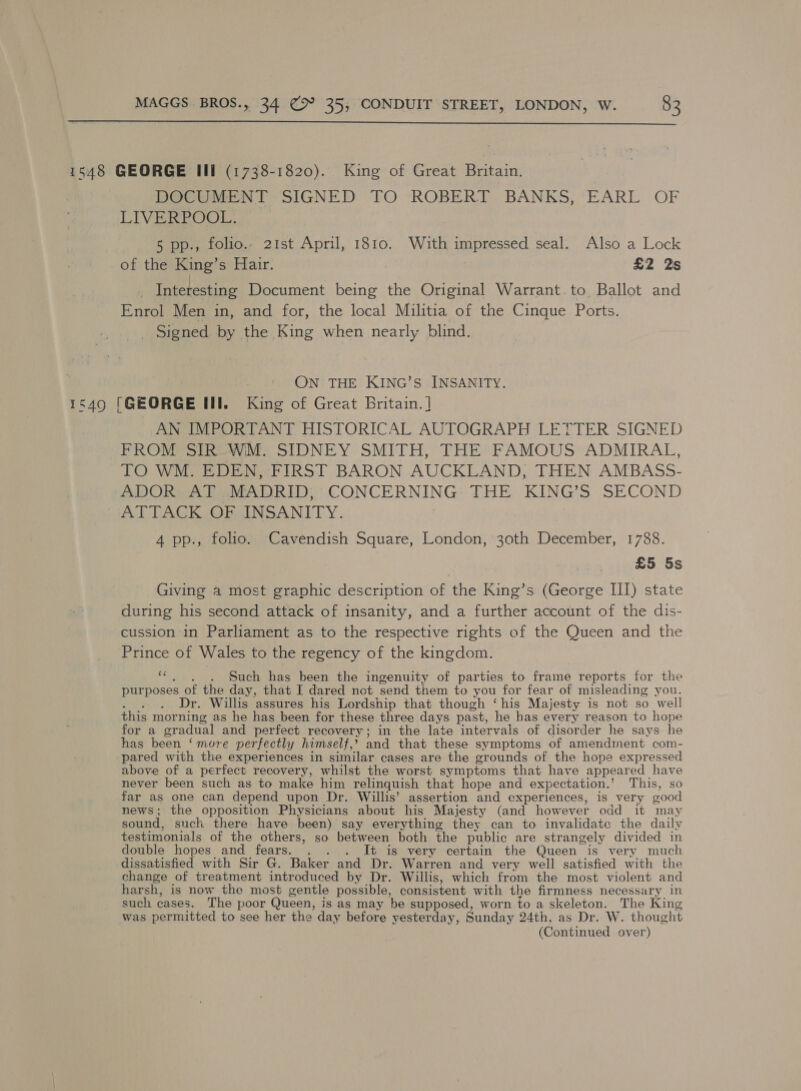 MAGGS BROS., 34 & 35, CONDUIT STREET, LONDON, W. 83
1548 GEORGE III (1738-1820). King of Great Britain.
DOCUMENT SIGNED TO ROBERT BANKS, EARL OF
LIVERPOOL.
5 pp., folio. 21st April, 1810. With impressed seal. Also a Lock
of the King's Hair. £2 2s
Interesting Document being the Original Warrant to Ballot and
Enrol Men in, and for, the local Militia of the Cinque Ports.
Signed by the King when nearly blind.
ON THE KING'S INSANITY.
1549 [GEORGE III. King of Great Britain.]
AN IMPORTANT HISTORICAL AUTOGRAPH LETTER SIGNED
FROM SIR WM. SIDNEY SMITH, THE FAMOUS ADMIRAL,
TO WM. EDEN, FIRST BARON AUCKLAND, THEN AMBASS-
ADOR AT MADRID, CONCERNING THE KING'S SECOND
ATTACK OF INSANITY.
4 pp., folio. Cavendish Square, London, 30th December, 1788.
£5 5s
Giving a most graphic description of the King's (George III) state
during his second attack of insanity, and a further account of the dis-
cussion in Parliament as to the respective rights of the Queen and the
Prince of Wales to the regency of the kingdom.
". . . Such has been the ingenuity of parties to frame reports for the
purposes of the day, that I dared not send them to you for fear of misleading you.
. . . Dr. Willis assures his Lordship that though 'his Majesty is not so well
this morning as he has been for these three days past, he has every reason to hope
for a gradual and perfect recovery; in the late intervals of disorder he says he
has been 'more perfectly himself,' and that these symptoms of amendment com-
pared with the experiences in similar cases are the grounds of the hope expressed
above of a perfect recovery, whilst the worst symptoms that have appeared have
never been such as to make him relinquish that hope and expectation.' This, so
far as one can depend upon Dr. Willis' assertion and experiences, is very good
news; the opposition Physicians about his Majesty (and however odd it may
sound, such there have been) say everything they can to invalidate the daily
testimonials of the others, so between both the public are strangely divided in
double hopes and fears. . . . It is very certain the Queen is very much
dissatisfied with Sir G. Baker and Dr. Warren and very well satisfied with the
change of treatment introduced by Dr. Willis, which from the most violent and
harsh, is now the most gentle possible, consistent with the firmness necessary in
such cases. The poor Queen, is as may be supposed, worn to a skeleton. The King
was permitted to see her the day before yesterday, Sunday 24th, as Dr. W. thought
(Continued over)